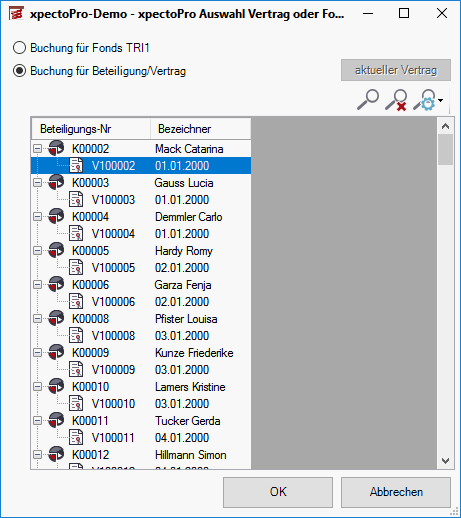 xpectoPro-Demo - xpectoPro Auswahl Vertrag oder Fo...
Buchung für Fonds TRI1
Buchung für Beteiligung/Vertrag
aktueller Vertrag
Beteiligungs-Nr Bezeichner
K00002 Mack Catarina
V100002 01.01.2000
K00003 Gauss Lucia
V100003 01.01.2000
K00004 Demmler Carlo
V100004 01.01.2000
K00005 Hardy Romy
V100005 02.01.2000
K00006 Garza Fenja
V100006 02.01.2000
K00008 Pfister Louisa
V100008 03.01.2000
K00009 Kunze Friederike
V100009 03.01.2000
K00010 Lamers Kristine
V100010 03.01.2000
K00011 Tucker Gerda
V100011 04.01.2000
K00012 Hillmann Simon
OK Abbrechen